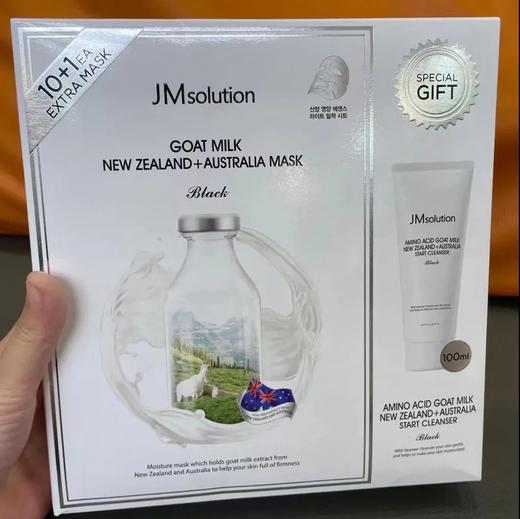 10+1 EA
EXTRA MASK
JMsolution
산양 영양 에센스
라이트 밀착 시트
GOAT MILK
NEW ZEALAND+AUSTRALIA MASK
Black
Moisture mask which holds goat milk extract from
New Zealand and Australia to help your skin full of firmness
SPECIAL
GIFT
JMsolution
AMINO ACID GOAT MILK
NEW ZEALAND+AUSTRALIA
START CLEANSER
Black
100ml
AMINO ACID GOAT MILK
NEW ZEALAND+AUSTRALIA
START CLEANSER
Black
Mild cleanser cleanse your skin gently
and helps to make your skin moisturized.